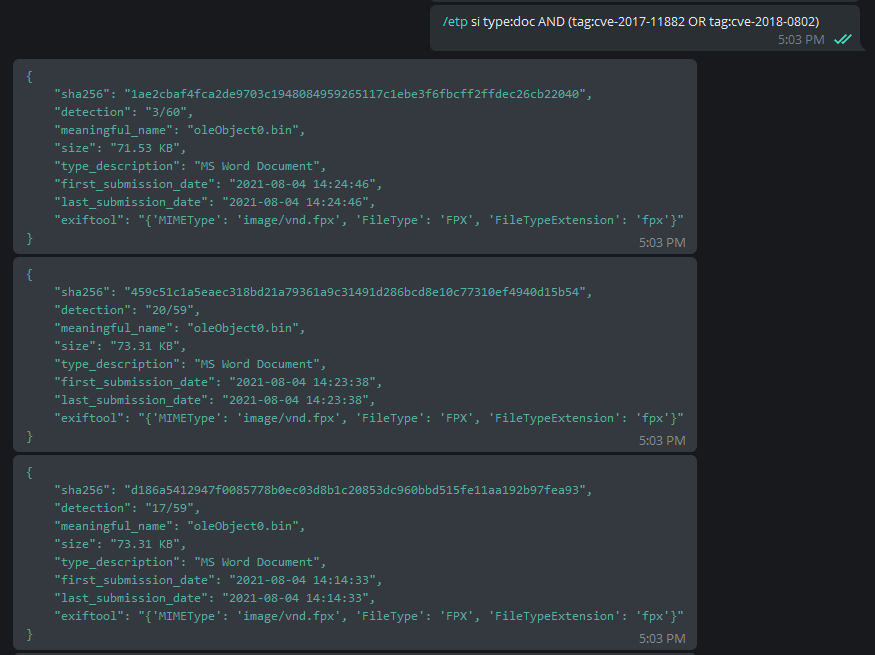 /etp si type:doc AND (tag:cve-2017-11882 OR tag:cve-2018-0802)
5:03 PM
{
"sha256": "1ae2cbaf4fca2de9703c1948084959265117c1ebe3f6fbcff2ffdec26cb22040",
"detection": "3/60",
"meaningful_name": "oleObject0.bin",
"size": "71.53 KB",
"type_description": "MS Word Document",
"first_submission_date": "2021-08-04 14:24:46",
"last_submission_date": "2021-08-04 14:24:46",
"exiftool": "{'MIMEType': 'image/vnd.fpx', 'FileType': 'FPX', 'FileTypeExtension': 'fpx'}"
}
5:03 PM
{
"sha256": "459c51c1a5eaec318bd21a79361a9c31491d286bcd8e10c77310ef4940d15b54",
"detection": "20/59",
"meaningful_name": "oleObject0.bin",
"size": "73.31 KB",
"type_description": "MS Word Document",
"first_submission_date": "2021-08-04 14:23:38",
"last_submission_date": "2021-08-04 14:23:38",
"exiftool": "{'MIMEType': 'image/vnd.fpx', 'FileType': 'FPX', 'FileTypeExtension': 'fpx'}"
}
5:03 PM
{
"sha256": "d186a5412947f0085778b0ec03d8b1c20853dc960bbd515fe11aa192b97fea93",
"detection": "17/59",
"meaningful_name": "oleObject0.bin",
"size": "73.31 KB",
"type_description": "MS Word Document",
"first_submission_date": "2021-08-04 14:14:33",
"last_submission_date": "2021-08-04 14:14:33",
"exiftool": "{'MIMEType': 'image/vnd.fpx', 'FileType': 'FPX', 'FileTypeExtension': 'fpx'}"
}
5:03 PM